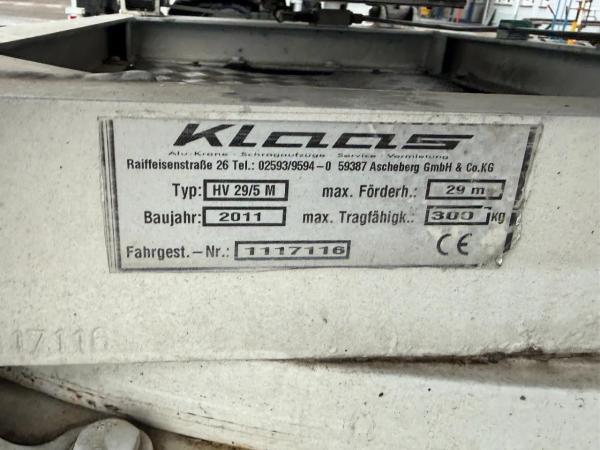 Klaas
Alu-Krane - Schrägaufzüge - Service - Vermietung
Raiffeisenstraße 26 Tel.: 02593/9594-0 59387 Ascheberg GmbH & Co.KG
Typ: HV 29/5 M max. Förderh.: 29 m
Baujahr: 2011 max. Tragfähigk.: 300 kg
Fahrgest.-Nr.: 1117116 CE
17116